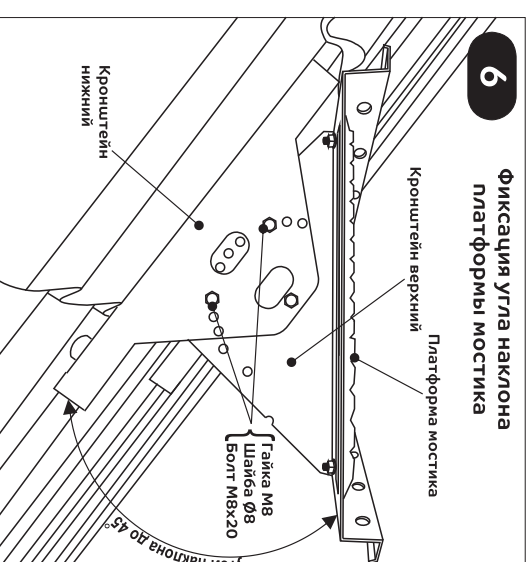 6
Фиксация угла наклона
платформы мостика
Платформа мостика
Кронштейн верхний
Кронштейн
нижний
Гайка М8
Шайба Ø8
Болт М8х20
наклона до 45°